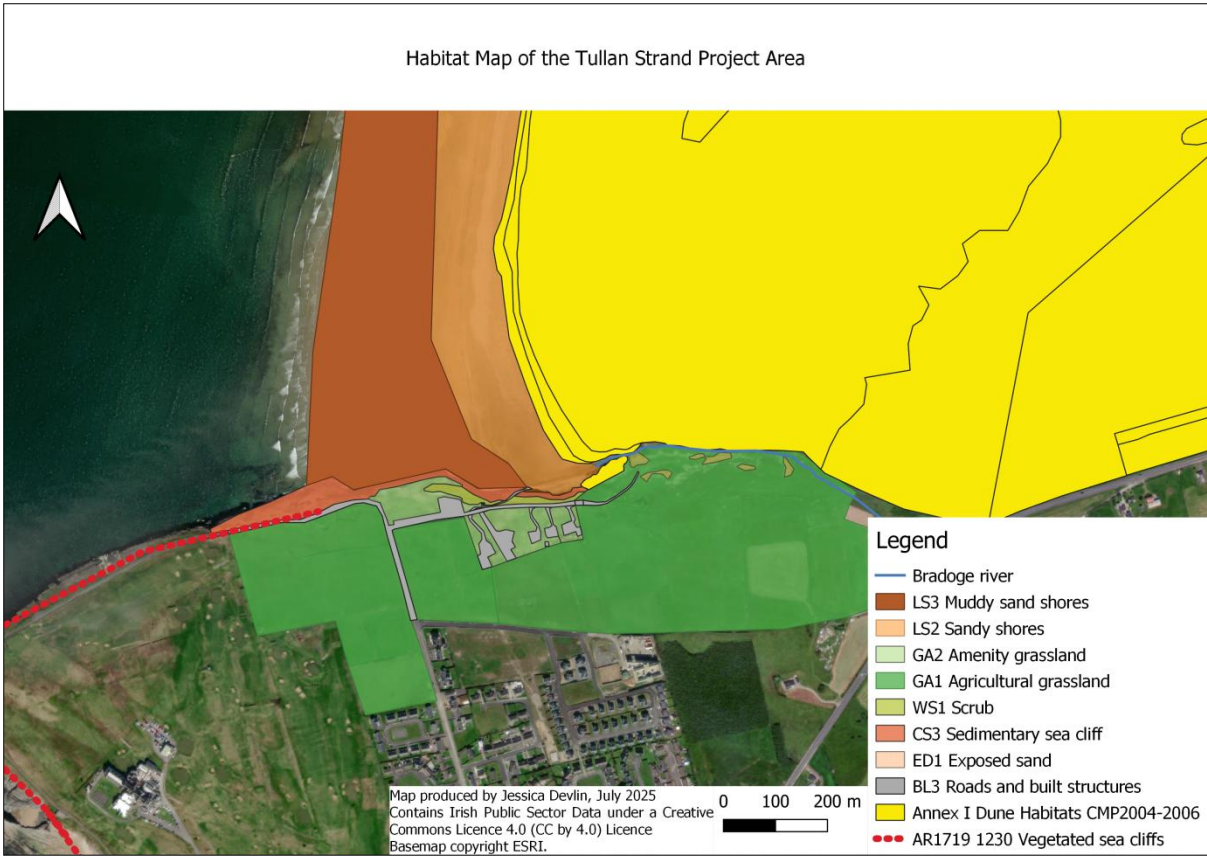 Habitat Map of the Tullan Strand Project Area
Legend
Bradoge river
LS3 Muddy sand shores
LS2 Sandy shores
GA2 Amenity grassland
GA1 Agricultural grassland
WS1 Scrub
CS3 Sedimentary sea cliff
ED1 Exposed sand
BL3 Roads and built structures
Annex I Dune Habitats CMP2004-2006
AR1719 1230 Vegetated sea cliffs
Map produced by Jessica Devlin, July 2025
Contains Irish Public Sector Data under a Creative
Commons Licence 4.0 (CC by 4.0) Licence
Basemap copyright ESRI.
0 100 200 m